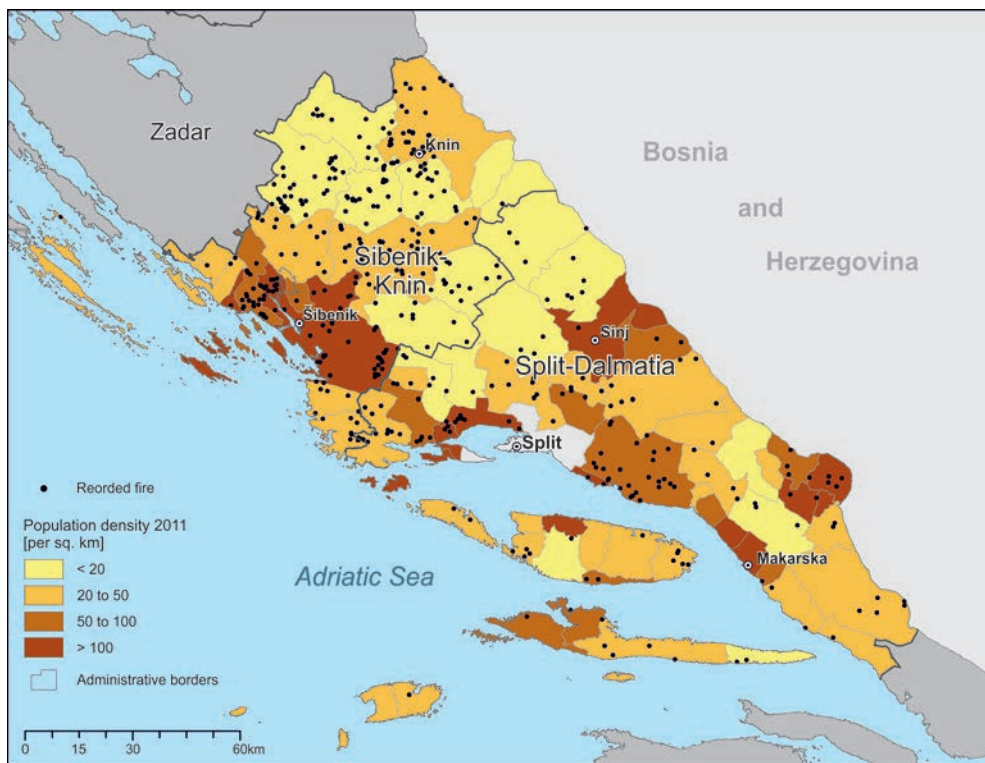 Zadar
Knin
Bosnia
and
Herzegovina
Sibenik-
Knin
Šibenik
Sinj
Split-Dalmatia
Split
Makarska
Adriatic Sea
Reorded fire
Population density 2011
[per sq. km]
< 20
20 to 50
50 to 100
> 100
Administrative borders
0 15 30 60km